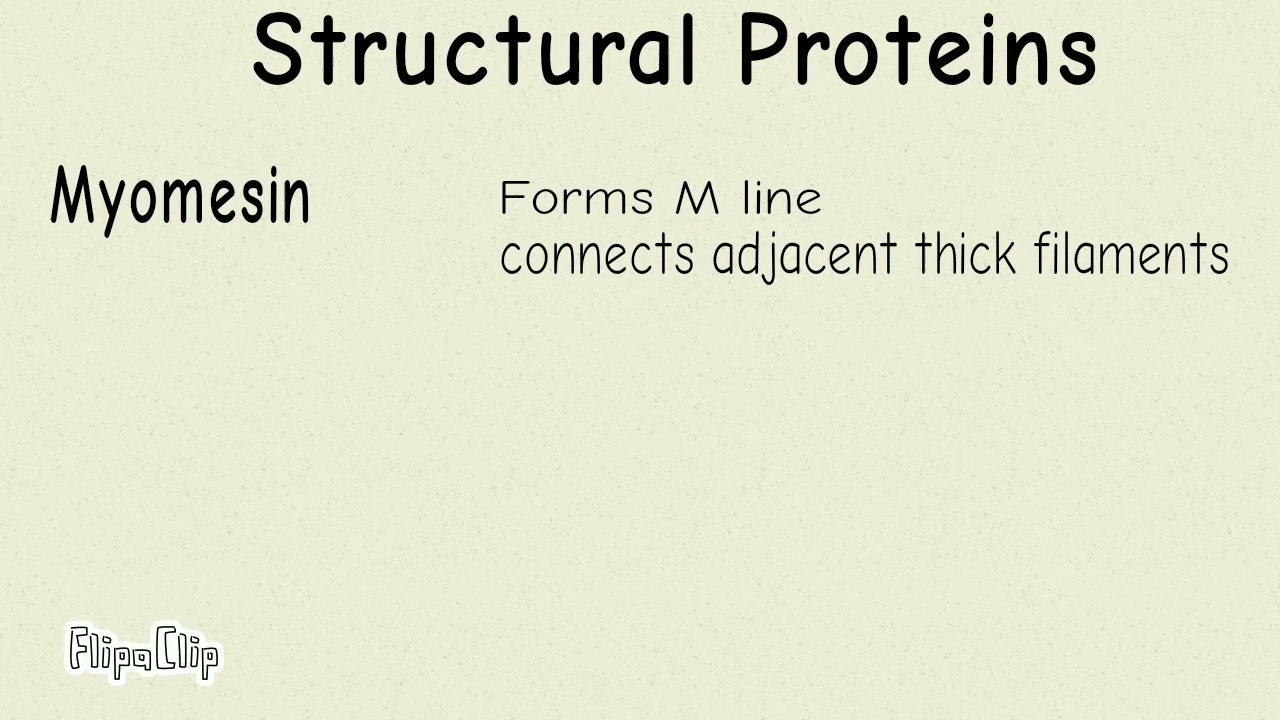 Structural Proteins
Myomesin
Forms M line
connects adjacent thick filaments
FlipaClip